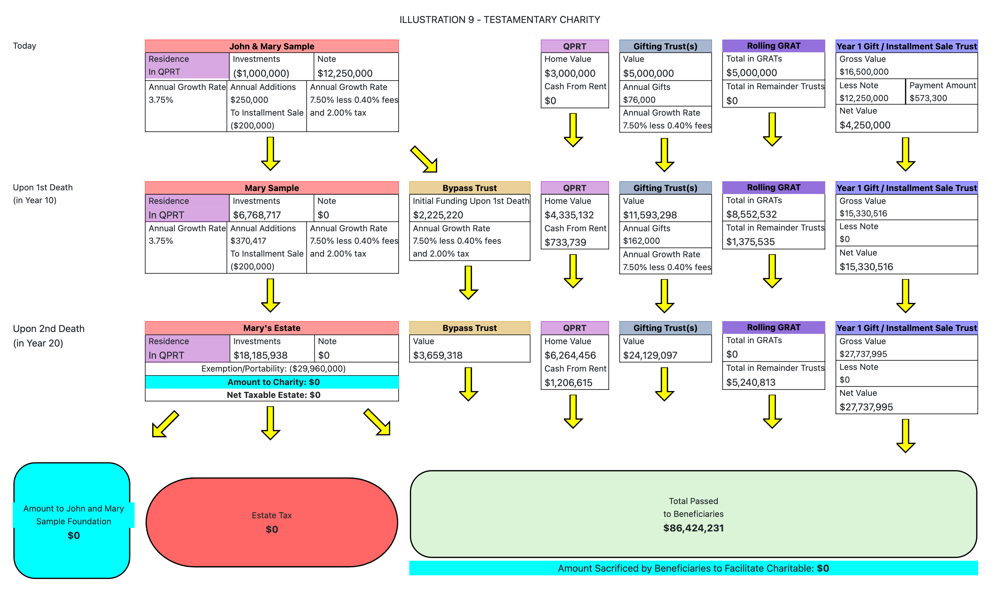 ILLUSTRATION 9 - TESTAMENTARY CHARITY
Today
John & Mary Sample
Residence
In QPRT
Investments
($1,000,000)
Note
$12,250,000
Annual Growth Rate
3.75%
Annual Additions
$250,000
To Installment Sale
($200,000)
Annual Growth Rate
7.50% less 0.40% fees
and 2.00% tax
QPRT
Home Value
$3,000,000
Cash From Rent
$0
Gifting Trust(s)
Value
$5,000,000
Annual Gifts
$76,000
Annual Growth Rate
7.50% less 0.40% fees
Rolling GRAT
Total in GRATs
$5,000,000
Total in Remainder Trusts
$0
Year 1 Gift / Installment Sale Trust
Gross Value
$16,500,000
Less Note
$12,250,000
Payment Amount
$573,300
Net Value
$4,250,000
Upon 1st Death
(in Year 10)
Mary Sample
Residence
In QPRT
Investments
$6,768,717
Note
$0
Annual Growth Rate
3.75%
Annual Additions
$370,417
To Installment Sale
($200,000)
Annual Growth Rate
7.50% less 0.40% fees
and 2.00% tax
Bypass Trust
Initial Funding Upon 1st Death
$2,225,220
Annual Growth Rate
7.50% less 0.40% fees
and 2.00% tax
QPRT
Home Value
$4,335,132
Cash From Rent
$733,739
Gifting Trust(s)
Value
$11,593,298
Annual Gifts
$162,000
Annual Growth Rate
7.50% less 0.40% fees
Rolling GRAT
Total in GRATs
$8,552,532
Total in Remainder Trusts
$1,375,535
Year 1 Gift / Installment Sale Trust
Gross Value
$15,330,516
Less Note
$0
Net Value
$15,330,516
Upon 2nd Death
(in Year 20)
Mary's Estate
Residence
In QPRT
Investments
$18,185,938
Note
$0
Exemption/Portability: ($29,960,000)
Amount to Charity: $0
Net Taxable Estate: $0
Bypass Trust
Value
$3,659,318
QPRT
Home Value
$6,264,456
Cash From Rent
$1,206,615
Gifting Trust(s)
Value
$24,129,097
Rolling GRAT
Total in GRATs
$0
Total in Remainder Trusts
$5,240,813
Year 1 Gift / Installment Sale Trust
Gross Value
$27,737,995
Less Note
$0
Net Value
$27,737,995
Amount to John and Mary
Sample Foundation
$0
Estate Tax
$0
Total Passed
to Beneficiaries
$86,424,231
Amount Sacrificed by Beneficiaries to Facilitate Charitable: $0